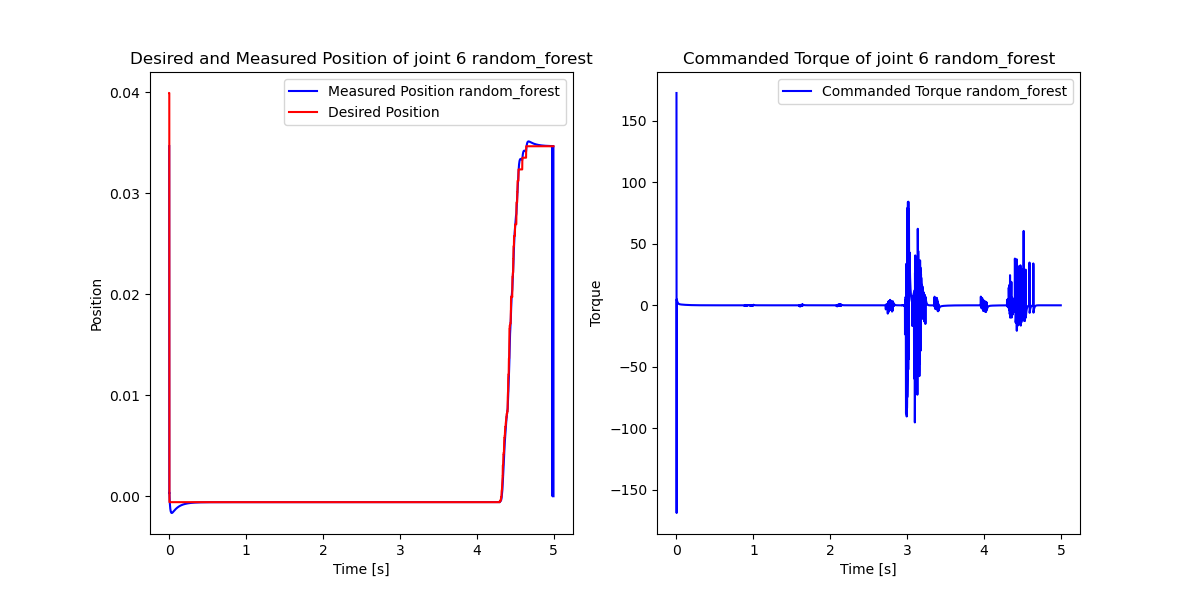 Desired and Measured Position of joint 6 random_forest
Measured Position random_forest
Desired Position
0.04
0.03
0.02
0.01
0.00
Position
0
1
2
3
4
5
Time [s]
Commanded Torque of joint 6 random_forest
Commanded Torque random_forest
150
100
50
0
−50
−100
−150
Torque
0
1
2
3
4
5
Time [s]